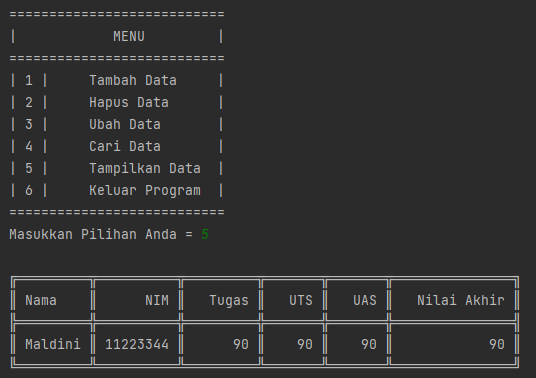 ===========================
|            MENU         |
===========================
| 1 |     Tambah Data     |
| 2 |     Hapus Data      |
| 3 |     Ubah Data       |
| 4 |     Cari Data       |
| 5 |     Tampilkan Data  |
| 6 |     Keluar Program  |
===========================
Masukkan Pilihan Anda = 5
╔═════════╦══════════╦═════════╦═══════╦═══════╦═══════════════╗
║ Nama    ║      NIM ║   Tugas ║   UTS ║   UAS ║   Nilai Akhir ║
╠═════════╬══════════╬═════════╬═══════╬═══════╬═══════════════╣
║ Maldini ║ 11223344 ║      90 ║    90 ║    90 ║            90 ║
╚═════════╩══════════╩═════════╩═══════╩═══════╩═══════════════╝